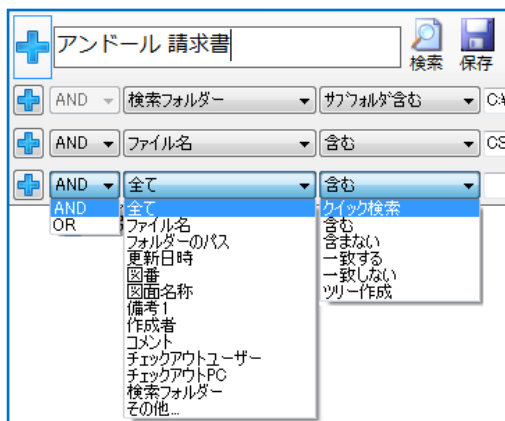 アンドール 請求書
検索 保存
AND 検索フォルダー サブフォルダ含む C:¥
AND ファイル名 含む CS
AND 全て 含む
AND 全て クイック検索
OR ファイル名 含む
フォルダーのパス 含まない
更新日時 一致する
図番 一致しない
図面名称 ツリー作成
備考1
作成者
コメント
チェックアウトユーザー
チェックアウトPC
検索フォルダー
その他...